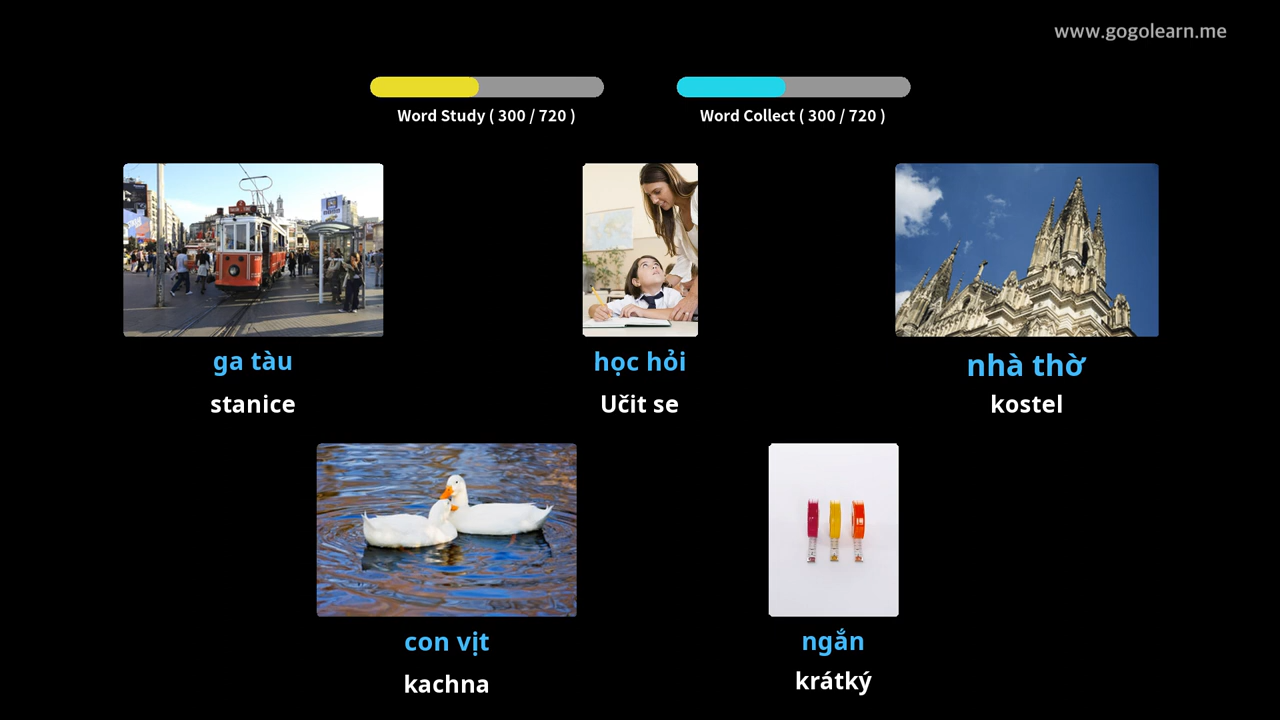 www.gogolearn.me
Word Study ( 300 / 720 )
Word Collect ( 300 / 720 )
ga tàu
học hỏi
nhà thờ
stanice
Učit se
kostel
con vịt
ngắn
kachna
krátký